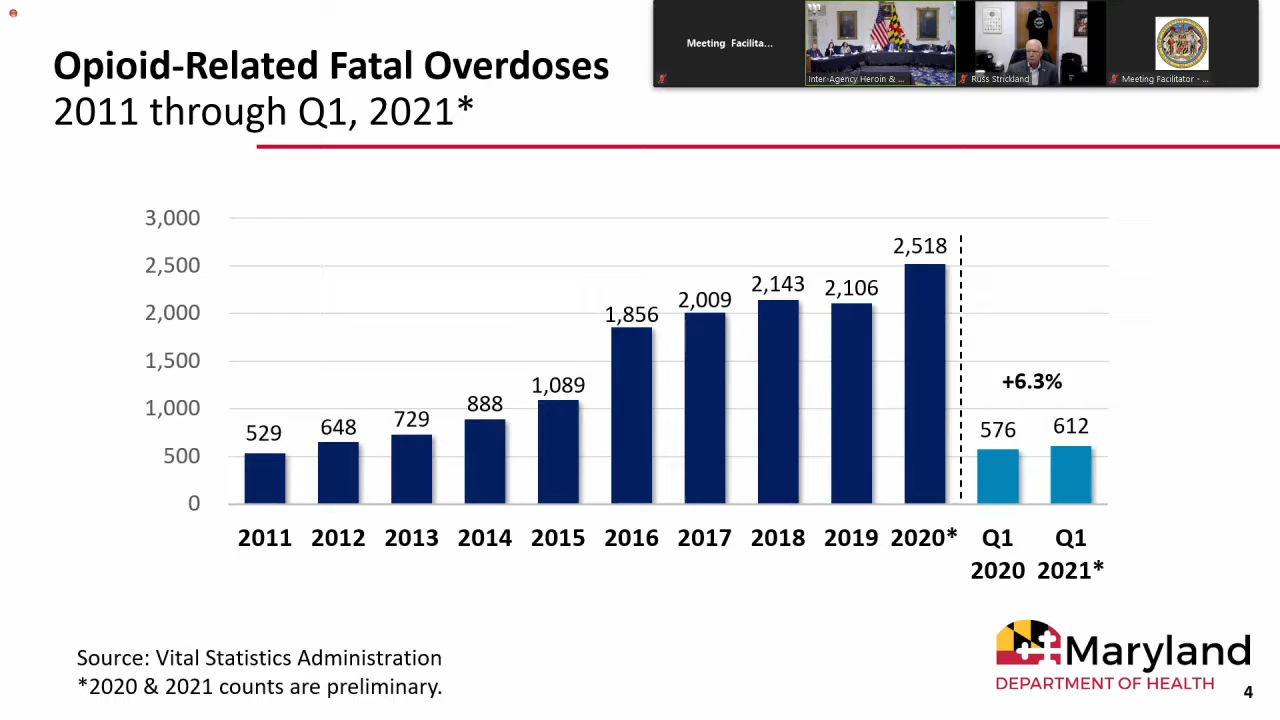 Opioid-Related Fatal Overdoses
2011 through Q1, 2021*
Meeting Facilita...
Inter-Agency Heroin & ...
Russ Strickland
Meeting Facilitator - ...
3,000
2,500
2,000
1,500
1,000
500
0
529
648
729
888
1,089
1,856
2,009
2,143
2,106
2,518
+6.3%
576
612
2011 2012 2013 2014 2015 2016 2017 2018 2019 2020* Q1 Q1
2020 2021*
Source: Vital Statistics Administration
*2020 & 2021 counts are preliminary.
Maryland
DEPARTMENT OF HEALTH
4